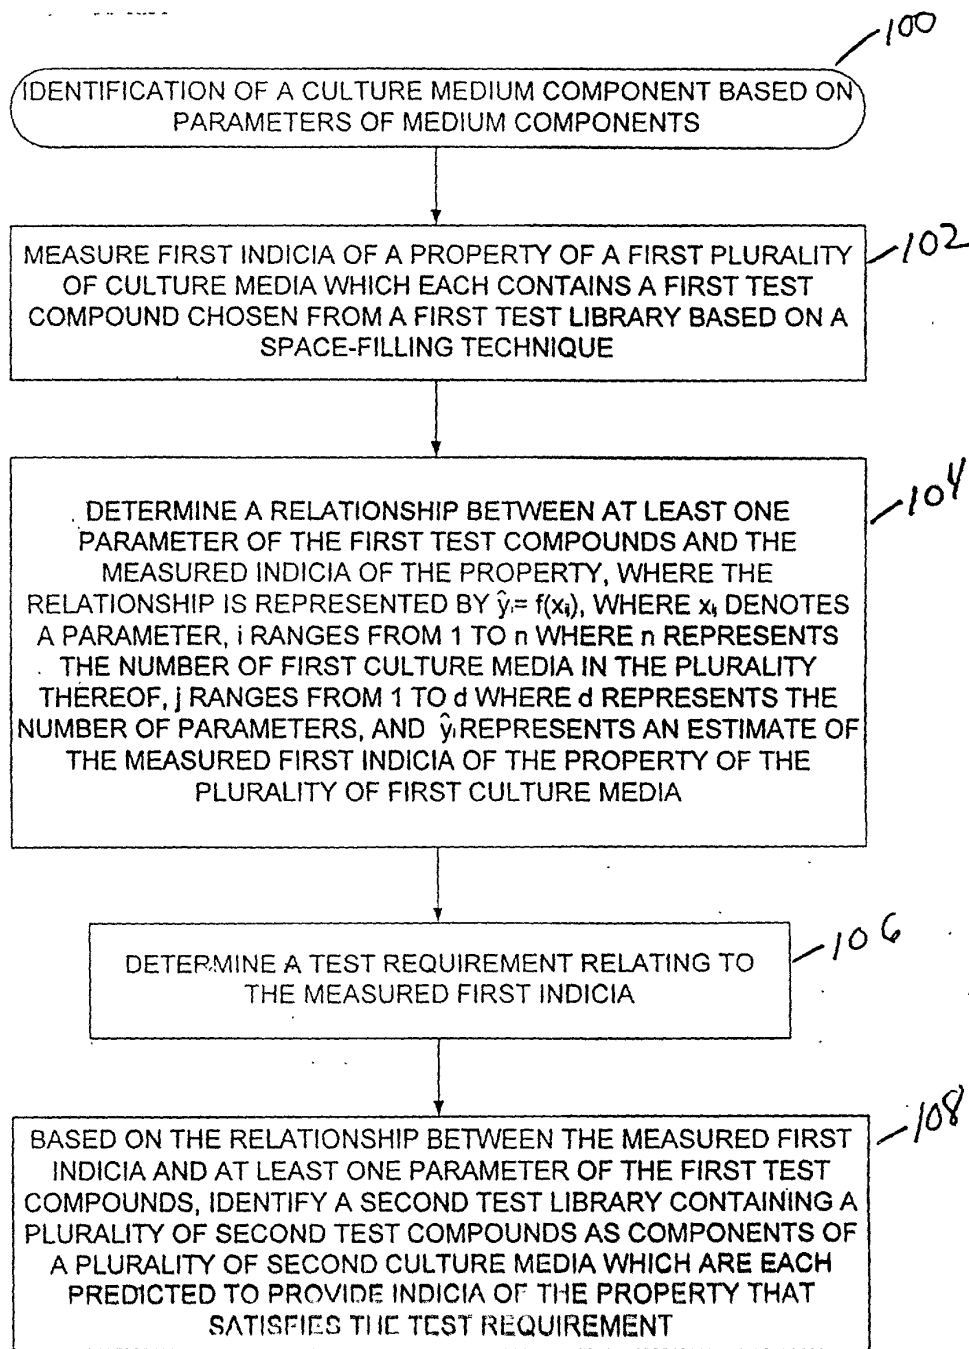 100
IDENTIFICATION OF A CULTURE MEDIUM COMPONENT BASED ON
PARAMETERS OF MEDIUM COMPONENTS
102
MEASURE FIRST INDICIA OF A PROPERTY OF A FIRST PLURALITY
OF CULTURE MEDIA WHICH EACH CONTAINS A FIRST TEST
COMPOUND CHOSEN FROM A FIRST TEST LIBRARY BASED ON A
SPACE-FILLING TECHNIQUE
104
DETERMINE A RELATIONSHIP BETWEEN AT LEAST ONE
PARAMETER OF THE FIRST TEST COMPOUNDS AND THE
MEASURED INDICIA OF THE PROPERTY, WHERE THE
RELATIONSHIP IS REPRESENTED BY ŷᵢ= f(xᵢⱼ), WHERE xᵢⱼ DENOTES
A PARAMETER, i RANGES FROM 1 TO n WHERE n REPRESENTS
THE NUMBER OF FIRST CULTURE MEDIA IN THE PLURALITY
THEREOF, j RANGES FROM 1 TO d WHERE d REPRESENTS THE
NUMBER OF PARAMETERS, AND ŷᵢ REPRESENTS AN ESTIMATE OF
THE MEASURED FIRST INDICIA OF THE PROPERTY OF THE
PLURALITY OF FIRST CULTURE MEDIA
106
DETERMINE A TEST REQUIREMENT RELATING TO
THE MEASURED FIRST INDICIA
108
BASED ON THE RELATIONSHIP BETWEEN THE MEASURED FIRST
INDICIA AND AT LEAST ONE PARAMETER OF THE FIRST TEST
COMPOUNDS, IDENTIFY A SECOND TEST LIBRARY CONTAINING A
PLURALITY OF SECOND TEST COMPOUNDS AS COMPONENTS OF
A PLURALITY OF SECOND CULTURE MEDIA WHICH ARE EACH
PREDICTED TO PROVIDE INDICIA OF THE PROPERTY THAT
SATISFIES THE TEST REQUIREMENT